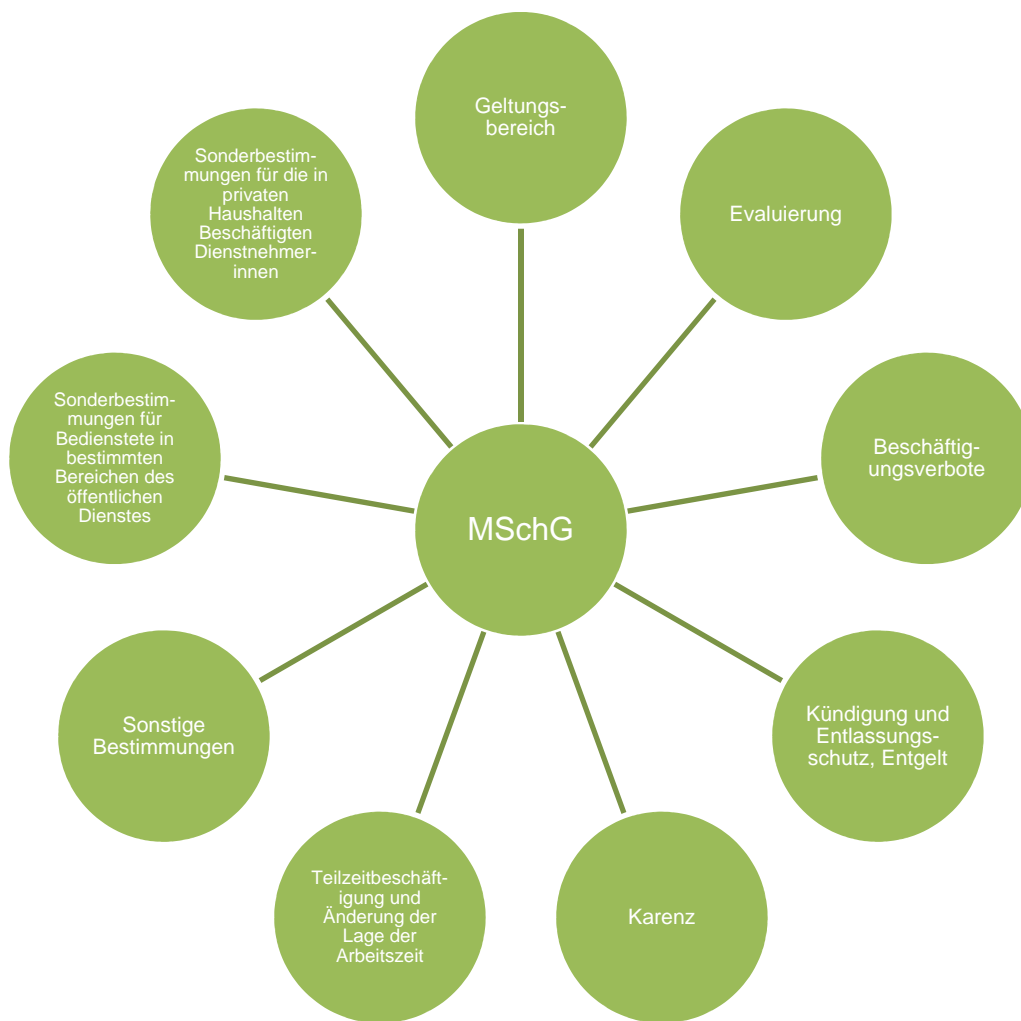 Geltungs-
bereich
Evaluierung
Beschäftig-
ungsverbote
Kündigung und
Entlassungs-
schutz, Entgelt
Karenz
Teilzeitbeschäft-
igung und
Änderung der
Lage der
Arbeitszeit
Sonstige
Bestimmungen
Sonderbestim-
mungen für
Bedienstete in
bestimmten
Bereichen des
öffentlichen
Dienstes
Sonderbestim-
mungen für die in
privaten
Haushalten
Beschäftigten
Dienstnehmer-
innen
MSchG